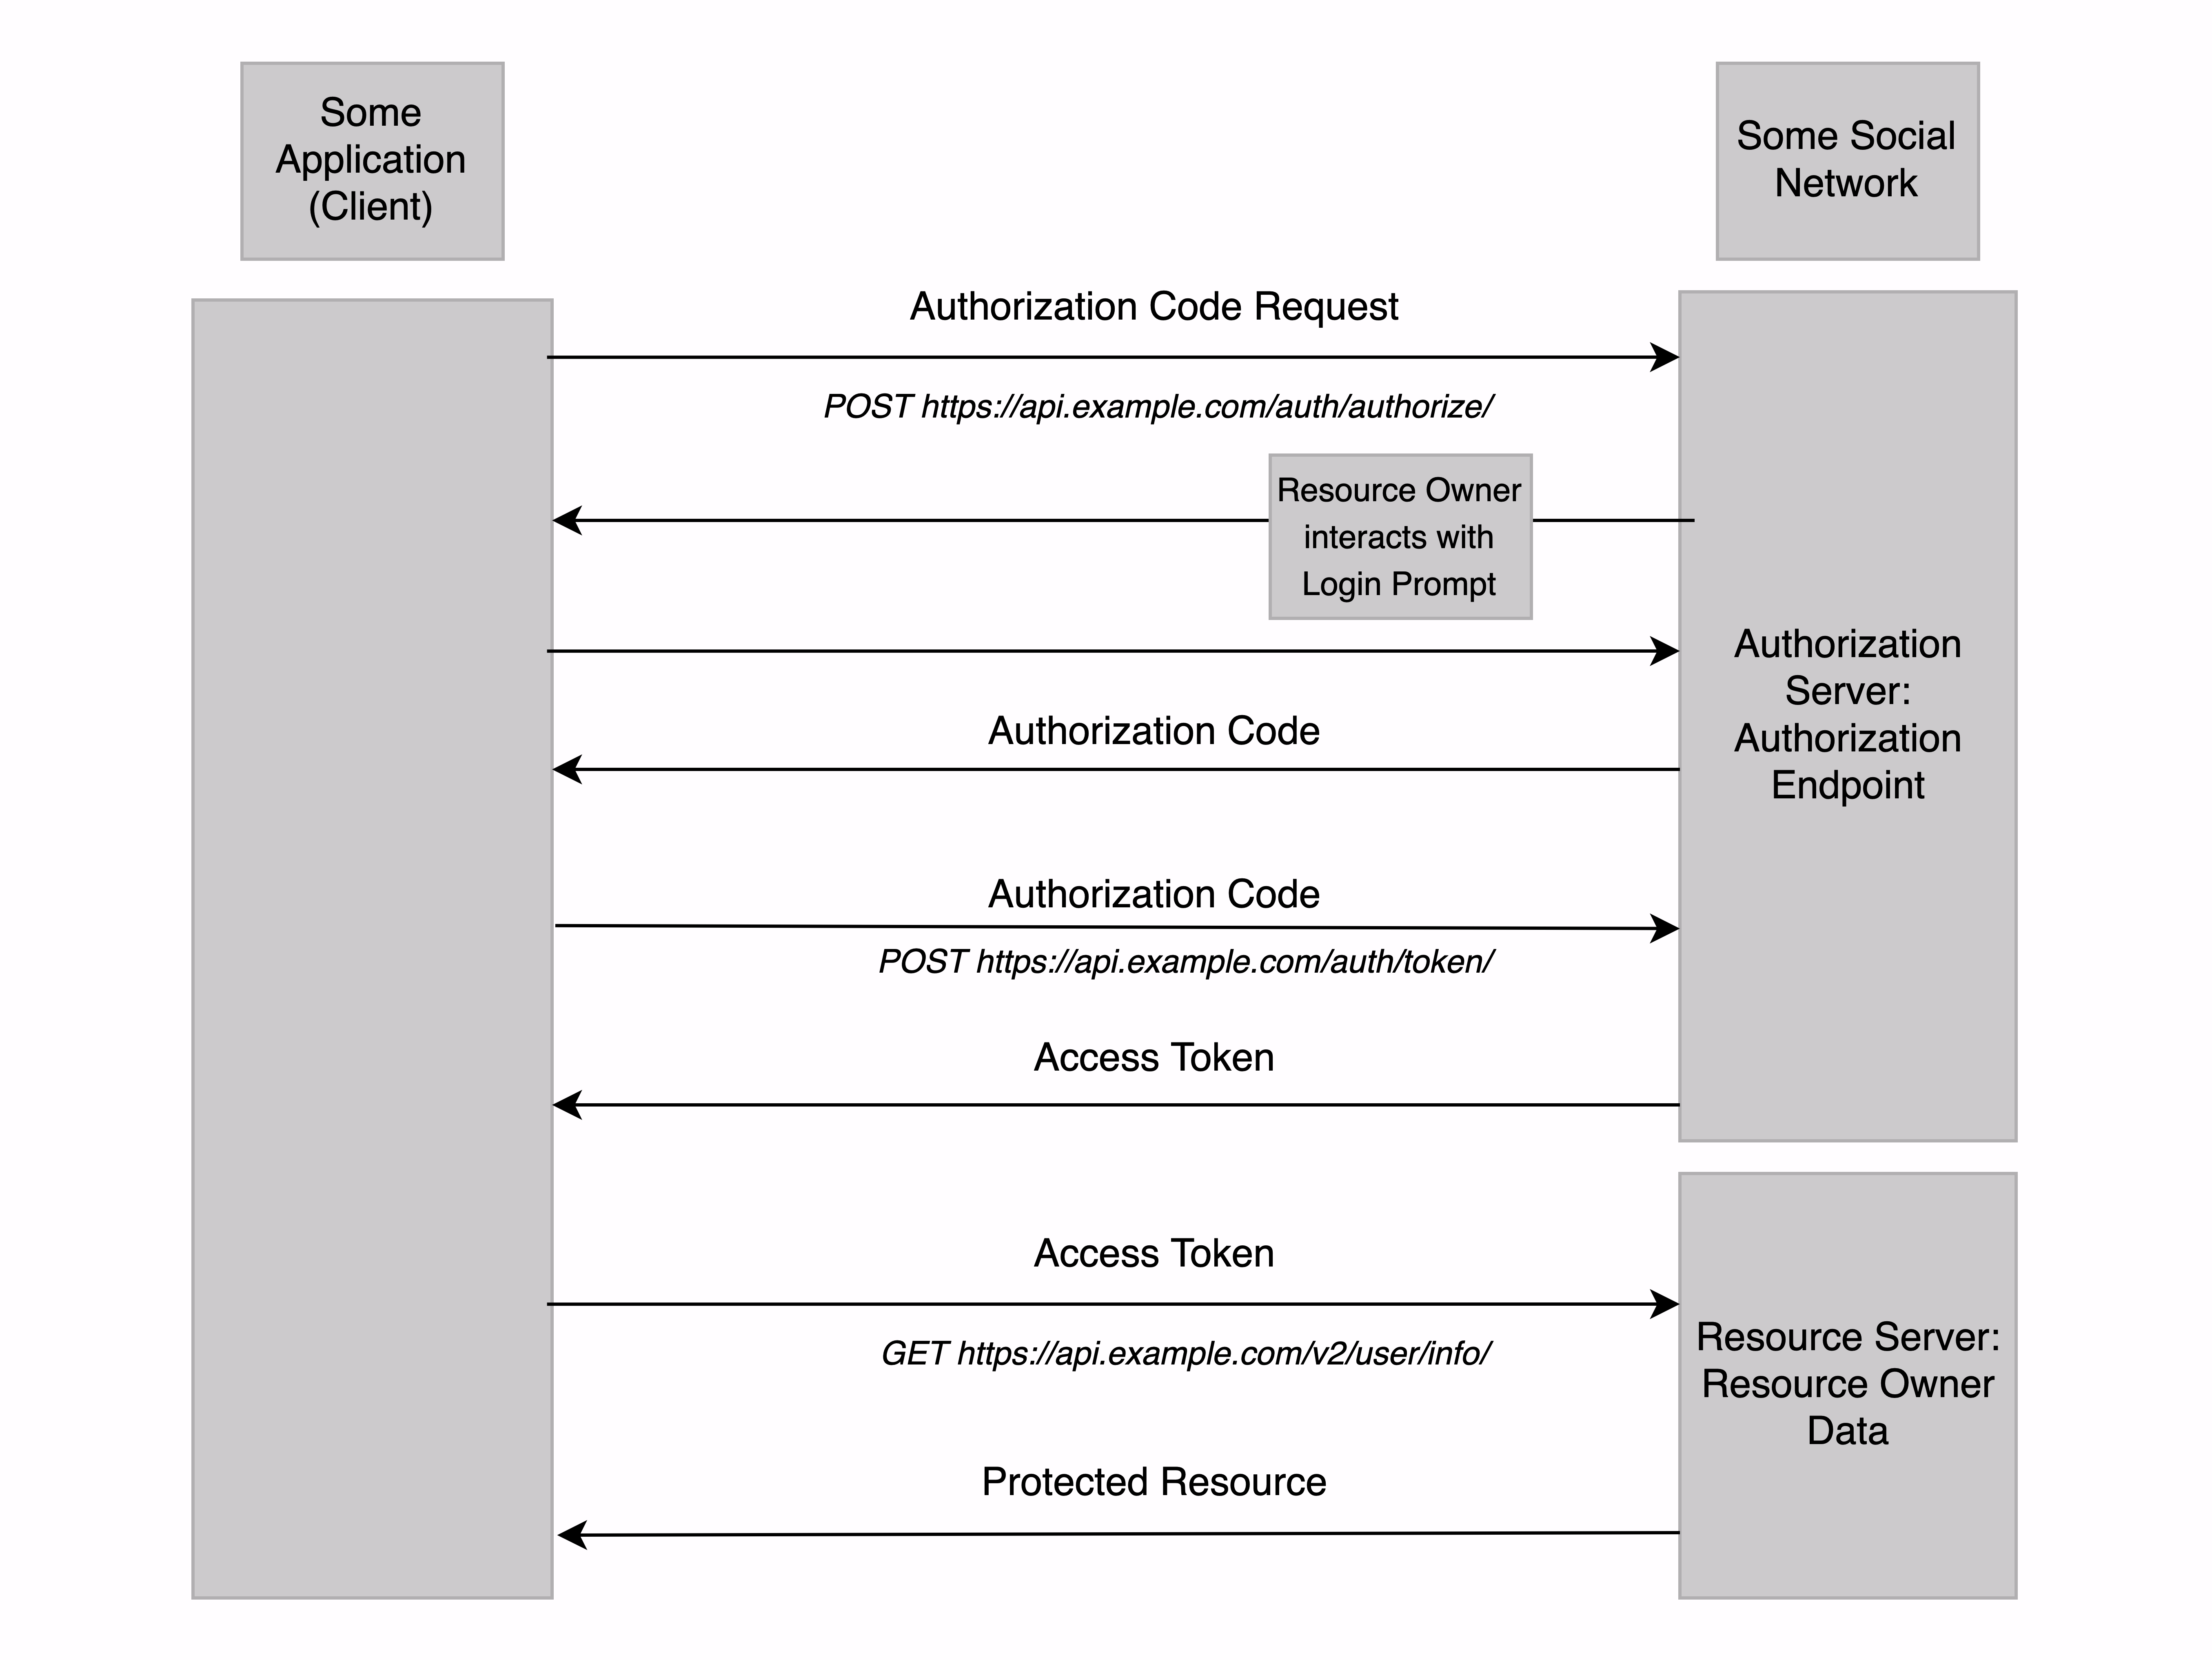 Some
Application
(Client)
Some Social
Network
Authorization Code Request
POST https://api.example.com/auth/authorize/
Resource Owner
interacts with
Login Prompt
Authorization
Server:
Authorization
Endpoint
Authorization Code
Authorization Code
POST https://api.example.com/auth/token/
Access Token
Access Token
GET https://api.example.com/v2/user/info/
Resource Server:
Resource Owner
Data
Protected Resource